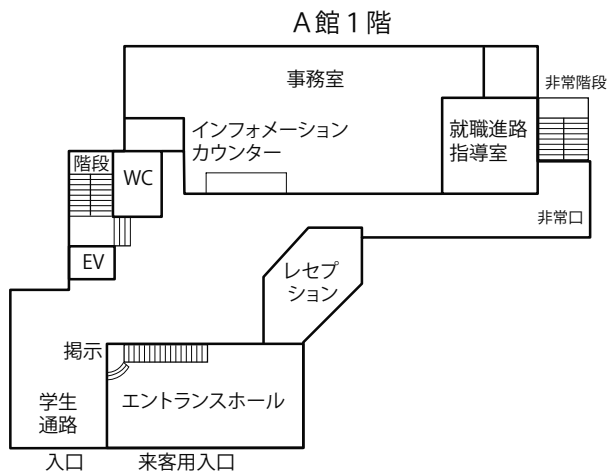 A館1階
事務室
非常階段
インフォメーション
カウンター
就職進路
指導室
階段
WC
非常口
EV
レセプ
ション
掲示
学生
通路
エントランスホール
入口
来客用入口